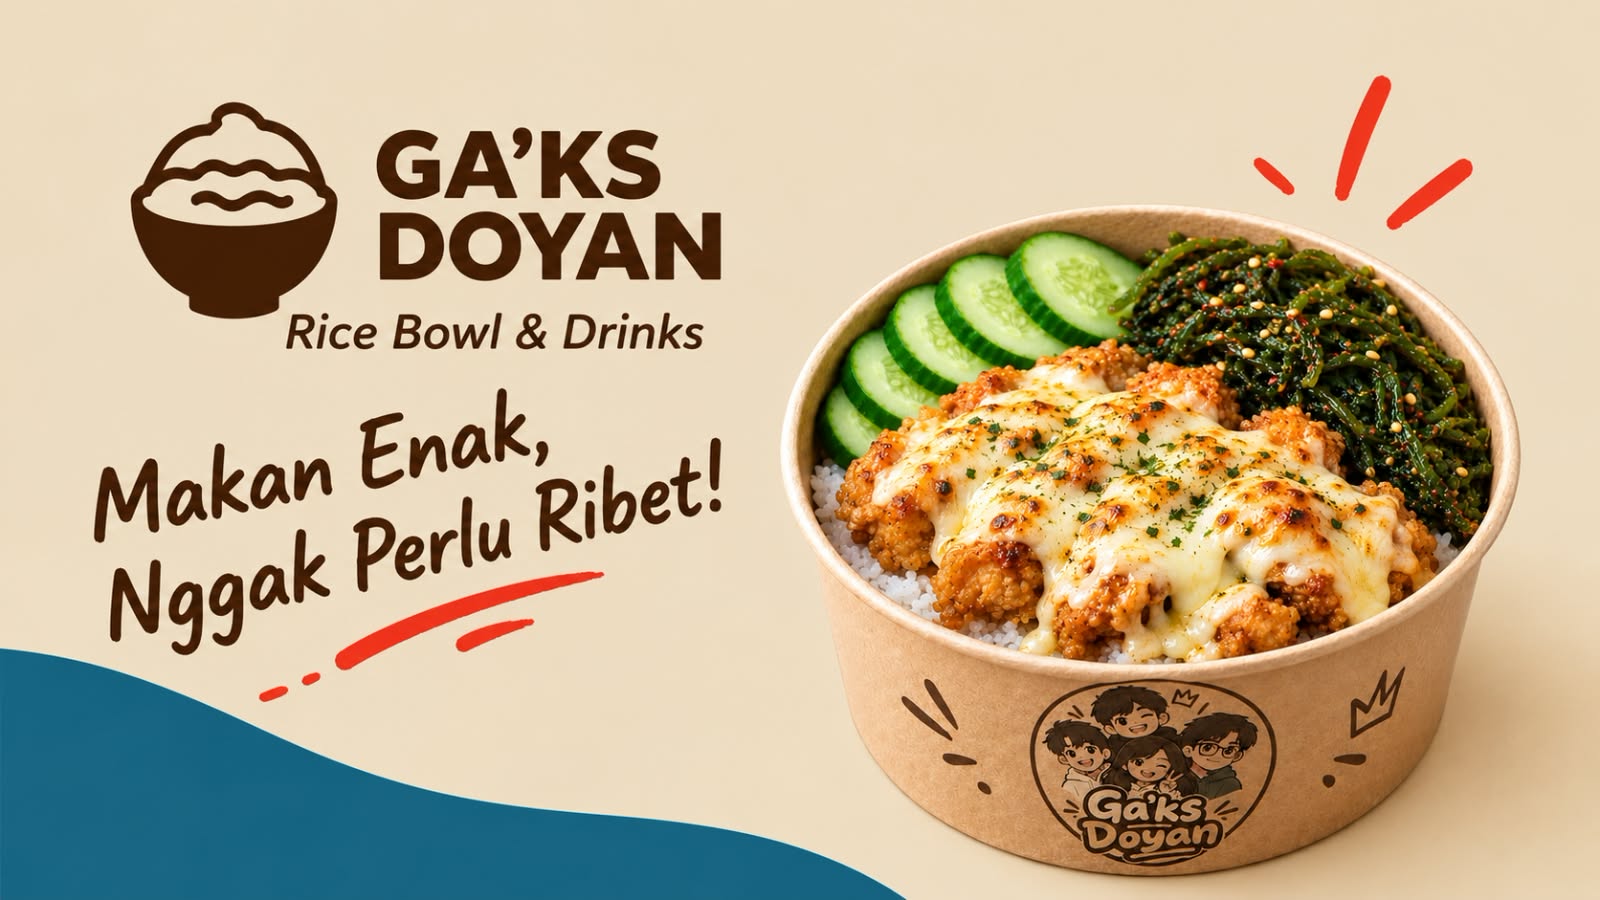 GA'KS
DOYAN
Rice Bowl & Drinks
Makan Enak,
Nggak Perlu Ribet!
Ga'ks
Doyan